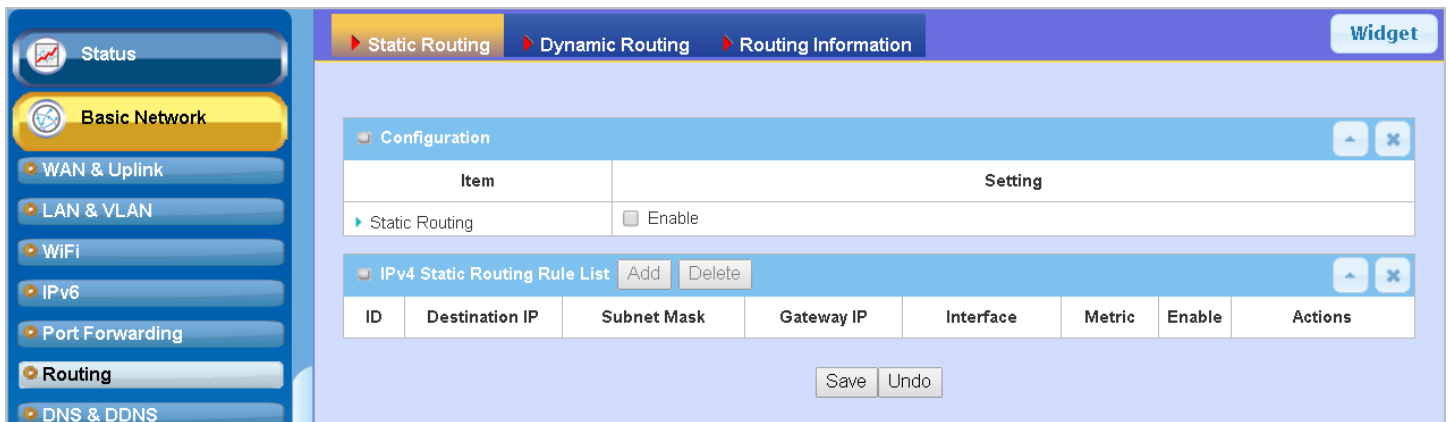 Status
Basic Network
WAN & Uplink
LAN & VLAN
WiFi
IPv6
Port Forwarding
Routing
DNS & DDNS
Static Routing Dynamic Routing Routing Information
Widget
Configuration
Item Setting
Static Routing Enable
IPv4 Static Routing Rule List Add Delete
ID Destination IP Subnet Mask Gateway IP Interface Metric Enable Actions
Save Undo